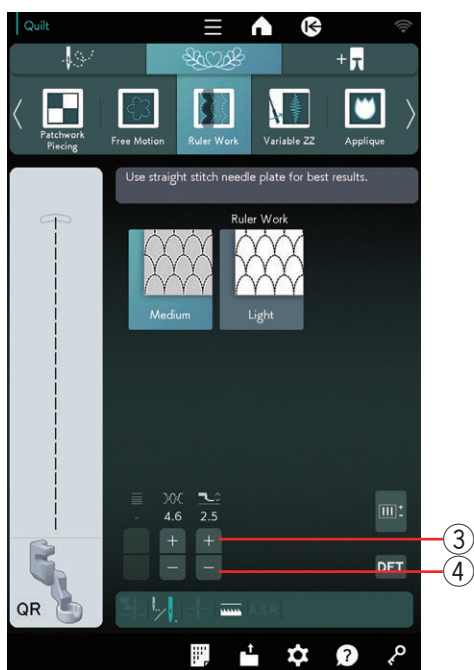 Quilt
Patchwork
Piecing
Free Motion
Ruler Work
Variable ZZ
Applique
Use straight stitch needle plate for best results.
Ruler Work
Medium
Light
- 4.6 2.5
+ + ③
− − ④
DFT
QR
A.S.R.